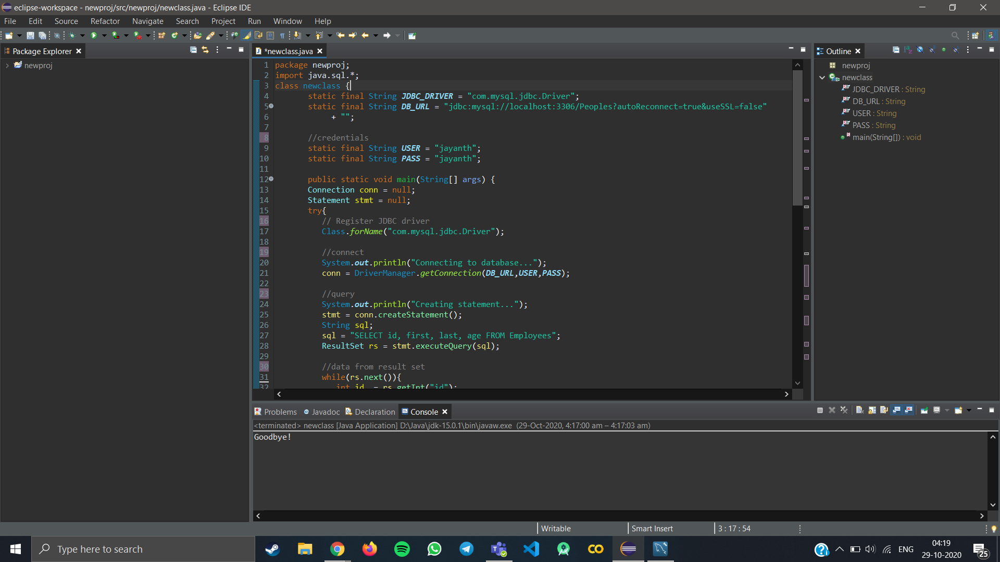 eclipse-workspace - newproj/src/newproj/newclass.java - Eclipse IDE
File Edit Source Refactor Navigate Search Project Run Window Help
Package Explorer
newproj
*newclass.java
1 package newproj;
2 import java.sql.*;
3 class newclass {
4 static final String JDBC_DRIVER = "com.mysql.jdbc.Driver";
5 static final String DB_URL = "jdbc:mysql://localhost:3306/Peoples?autoReconnect=true&useSSL=false"
6 + "";
7
8 //credentials
9 static final String USER = "jayanth";
10 static final String PASS = "jayanth";
11
12 public static void main(String[] args) {
13 Connection conn = null;
14 Statement stmt = null;
15 try{
16 // Register JDBC driver
17 Class.forName("com.mysql.jdbc.Driver");
18
19 //connect
20 System.out.println("Connecting to database...");
21 conn = DriverManager.getConnection(DB_URL,USER,PASS);
22
23 //query
24 System.out.println("Creating statement...");
25 stmt = conn.createStatement();
26 String sql;
27 sql = "SELECT id, first, last, age FROM Employees";
28 ResultSet rs = stmt.executeQuery(sql);
29
30 //data from result set
31 while(rs.next()){
32 int id = rs.getInt("id");
Outline
newproj
newclass
JDBC_DRIVER : String
DB_URL : String
USER : String
PASS : String
main(String[]) : void
Problems Javadoc Declaration Console
<terminated> newclass [Java Application] D:\Java\jdk-15.0.1\bin\javaw.exe (29-Oct-2020, 4:17:00 am – 4:17:03 am)
Goodbye!
Writable Smart Insert 3 : 17 : 54
Type here to search
ENG
04:19
29-10-2020
25